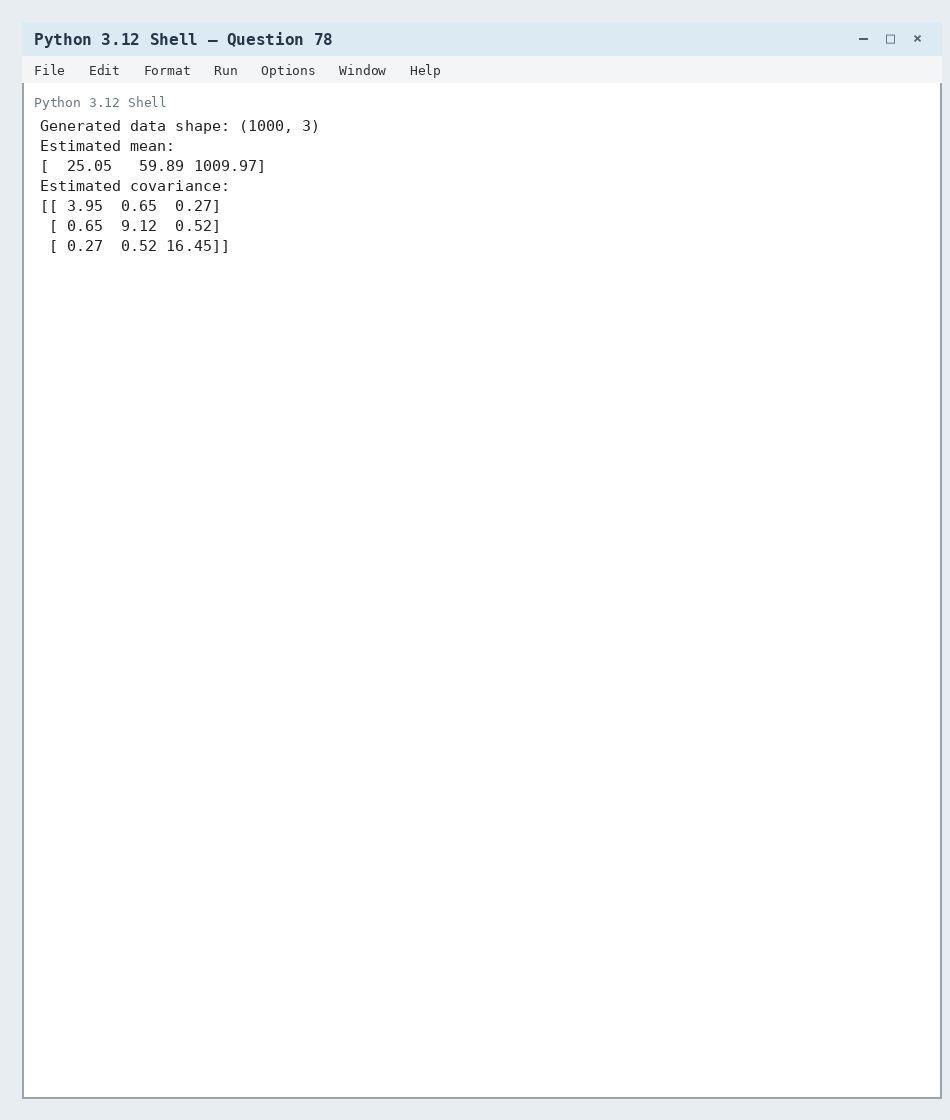 Python 3.12 Shell — Question 78
— □ ×
File Edit Format Run Options Window Help
Python 3.12 Shell
Generated data shape: (1000, 3)
Estimated mean:
[  25.05   59.89 1009.97]
Estimated covariance:
[[ 3.95  0.65  0.27]
 [ 0.65  9.12  0.52]
 [ 0.27  0.52 16.45]]